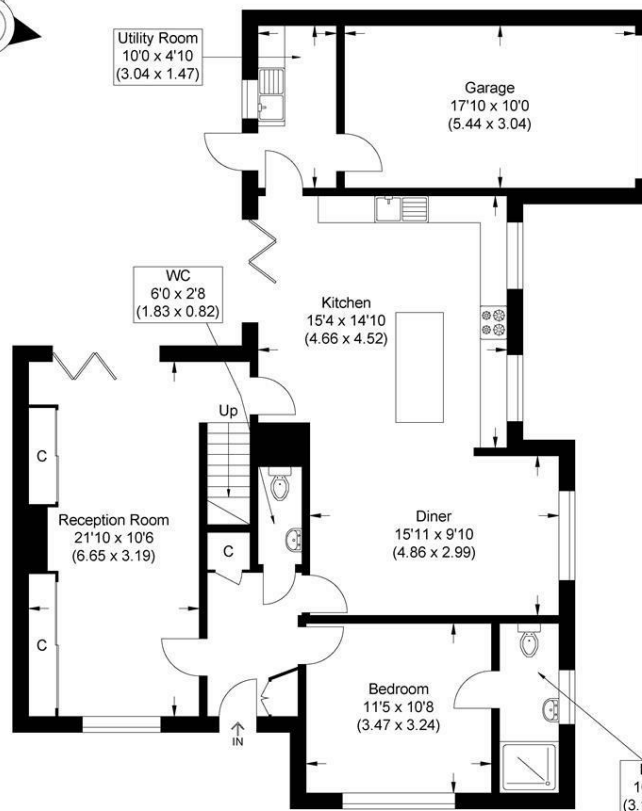 Utility Room
10'0 x 4'10
(3.04 x 1.47)
Garage
17'10 x 10'0
(5.44 x 3.04)
WC
6'0 x 2'8
(1.83 x 0.82)
Kitchen
15'4 x 14'10
(4.66 x 4.52)
Up
C
Reception Room
21'10 x 10'6
(6.65 x 3.19)
Diner
15'11 x 9'10
(4.86 x 2.99)
C
C
Bedroom
11'5 x 10'8
(3.47 x 3.24)
IN